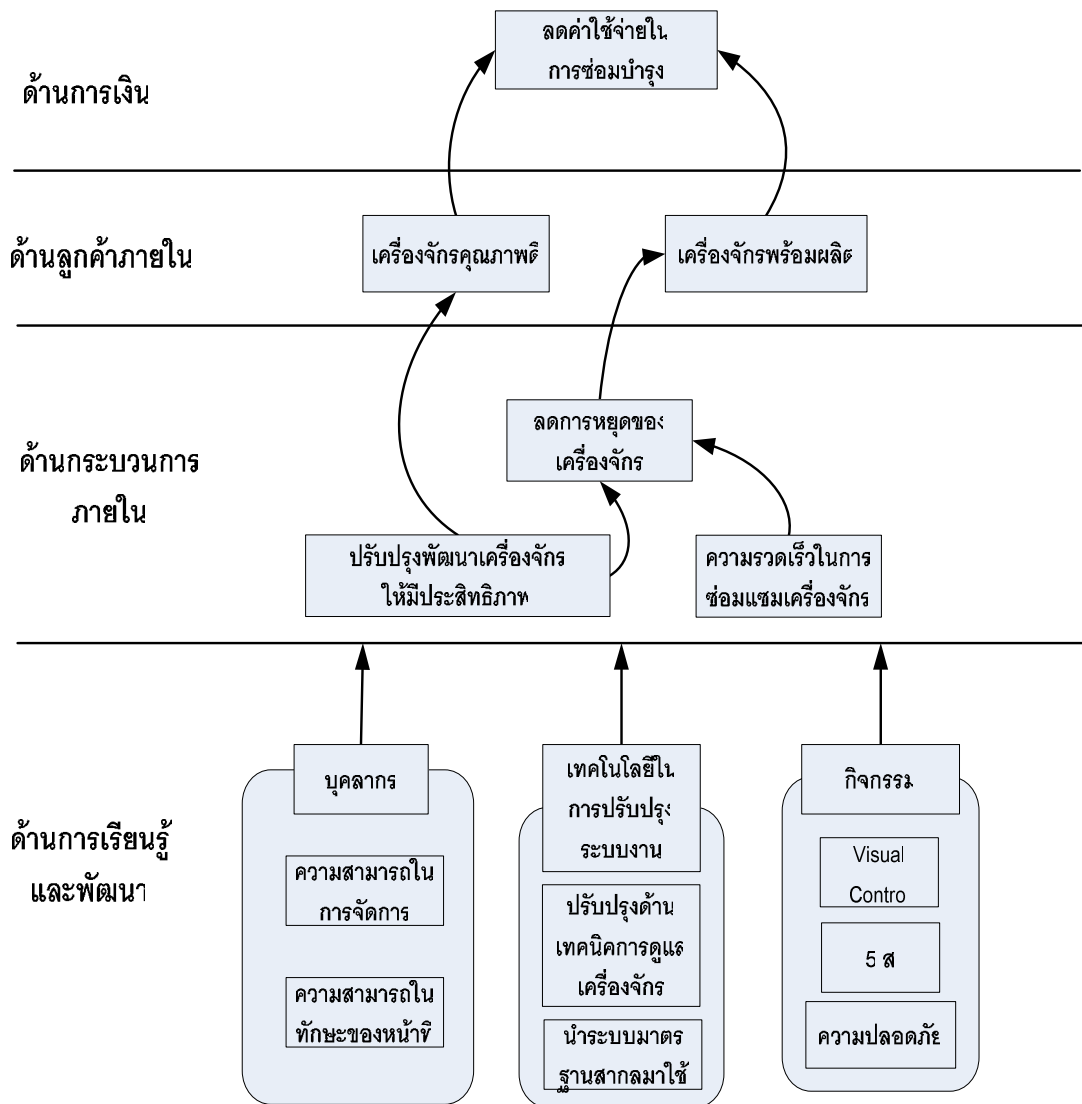 ลดค่าใช้จ่ายใน
การซ่อมบำรุง
ด้านการเงิน
ด้านลูกค้าภายใน
เครื่องจักรคุณภาพดี
เครื่องจักรพร้อมผลิต
ลดการหยุดของ
เครื่องจักร
ด้านกระบวนการ
ภายใน
ปรับปรุงพัฒนาเครื่องจักร
ให้มีประสิทธิภาพ
ความรวดเร็วในการ
ซ่อมแซมเครื่องจักร
ด้านการเรียนรู้
และพัฒนา
บุคลากร
ความสามารถใน
การจัดการ
ความสามารถใน
ทักษะของหน้าที่
เทคโนโลยีใน
การปรับปรุง
ระบบงาน
ปรับปรุงด้าน
เทคนิคการดูแล
เครื่องจักร
นำระบบมาตร
ฐานสากลมาใช้
กิจกรรม
Visual
Contro
5 ส
ความปลอดภัย